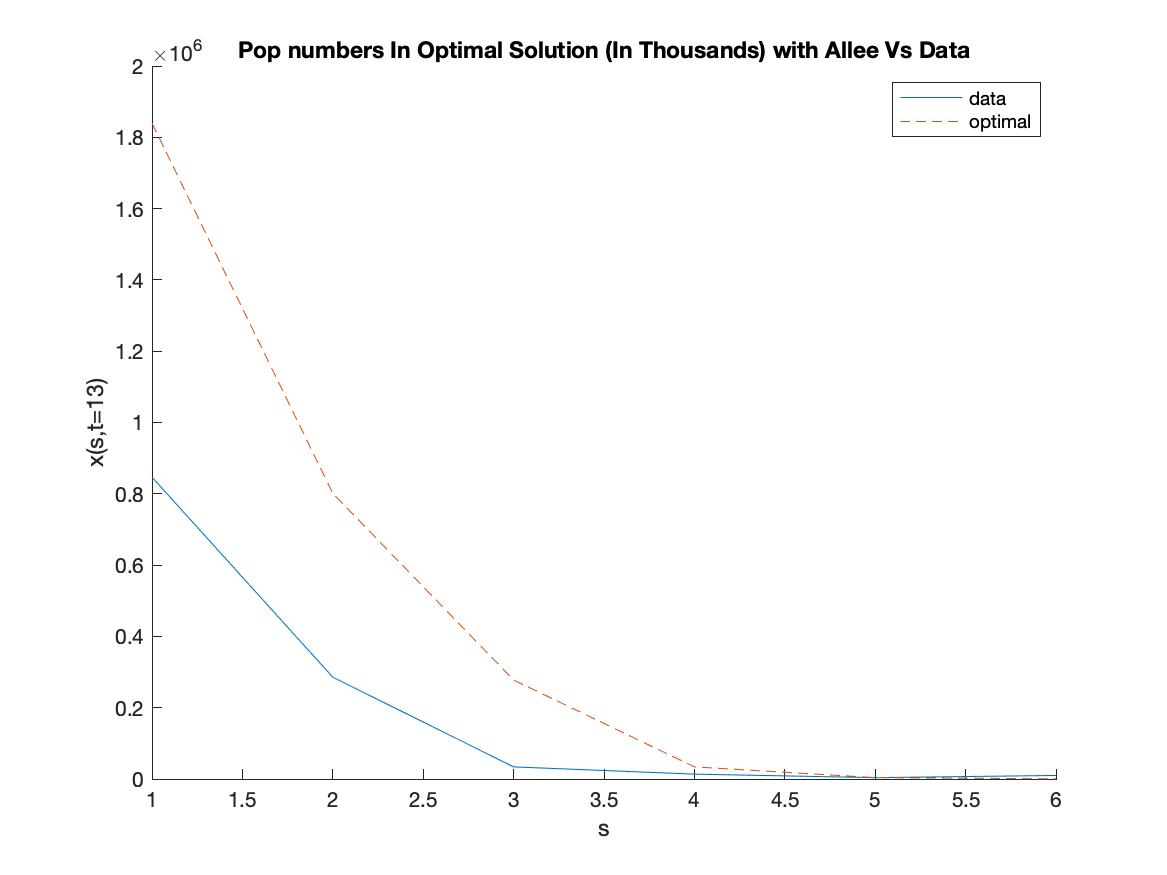 ×10⁶
Pop numbers In Optimal Solution (In Thousands) with Allee Vs Data
data
optimal
2
1.8
1.6
1.4
1.2
1
0.8
0.6
0.4
0.2
0
x(s,t=13)
1 1.5 2 2.5 3 3.5 4 4.5 5 5.5 6
s